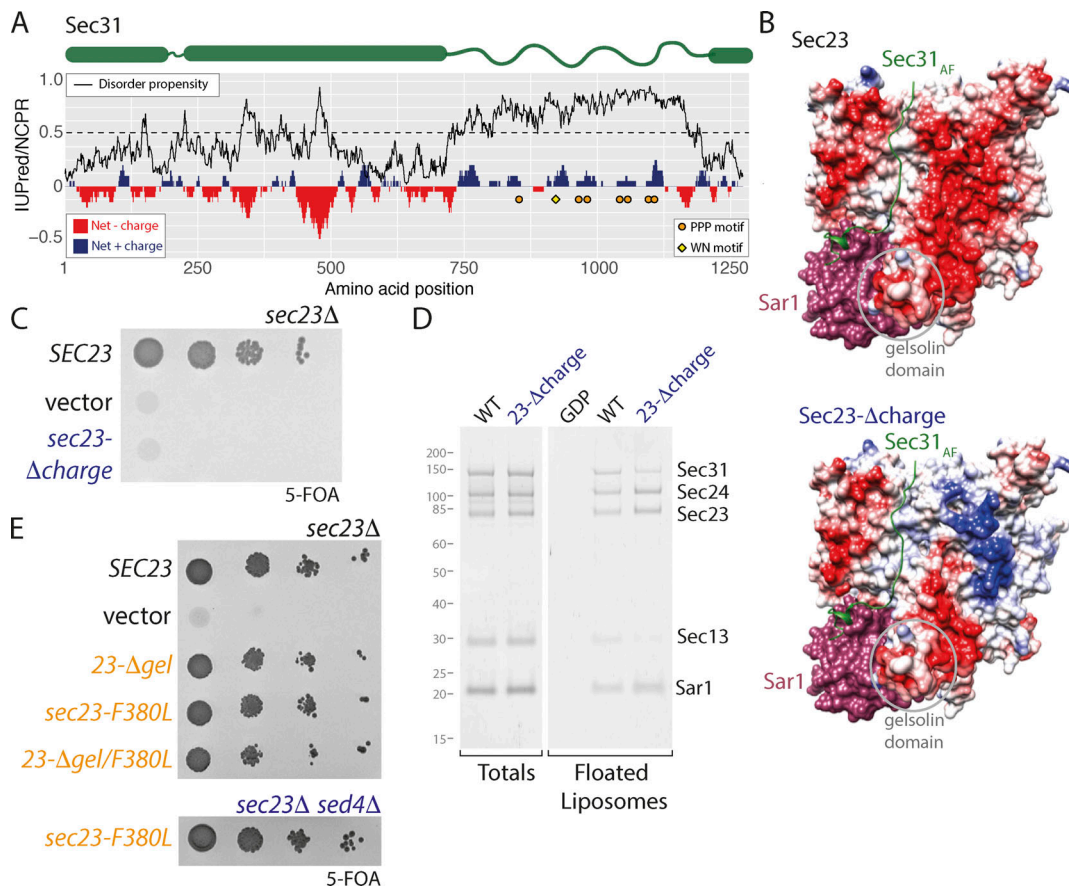 A
Sec31
Disorder propensity
IUPred/NCPR
1.0
0.5
0
−0.5
Net - charge
Net + charge
PPP motif
WN motif
1
250
500
750
1000
1250
Amino acid position
B
Sec23
Sec31AF
Sar1
gelsolin
domain
Sec23-Δcharge
Sec31AF
Sar1
gelsolin
domain
C
sec23Δ
SEC23
vector
sec23-
Δcharge
5-FOA
D
WT
23-Δcharge
GDP
WT
23-Δcharge
200
150
100
85
60
50
40
30
20
15
Sec31
Sec24
Sec23
Sec13
Sar1
Totals
Floated
Liposomes
E
sec23Δ
SEC23
vector
23-Δgel
sec23-F380L
23-Δgel/F380L
sec23Δ sed4Δ
sec23-F380L
5-FOA